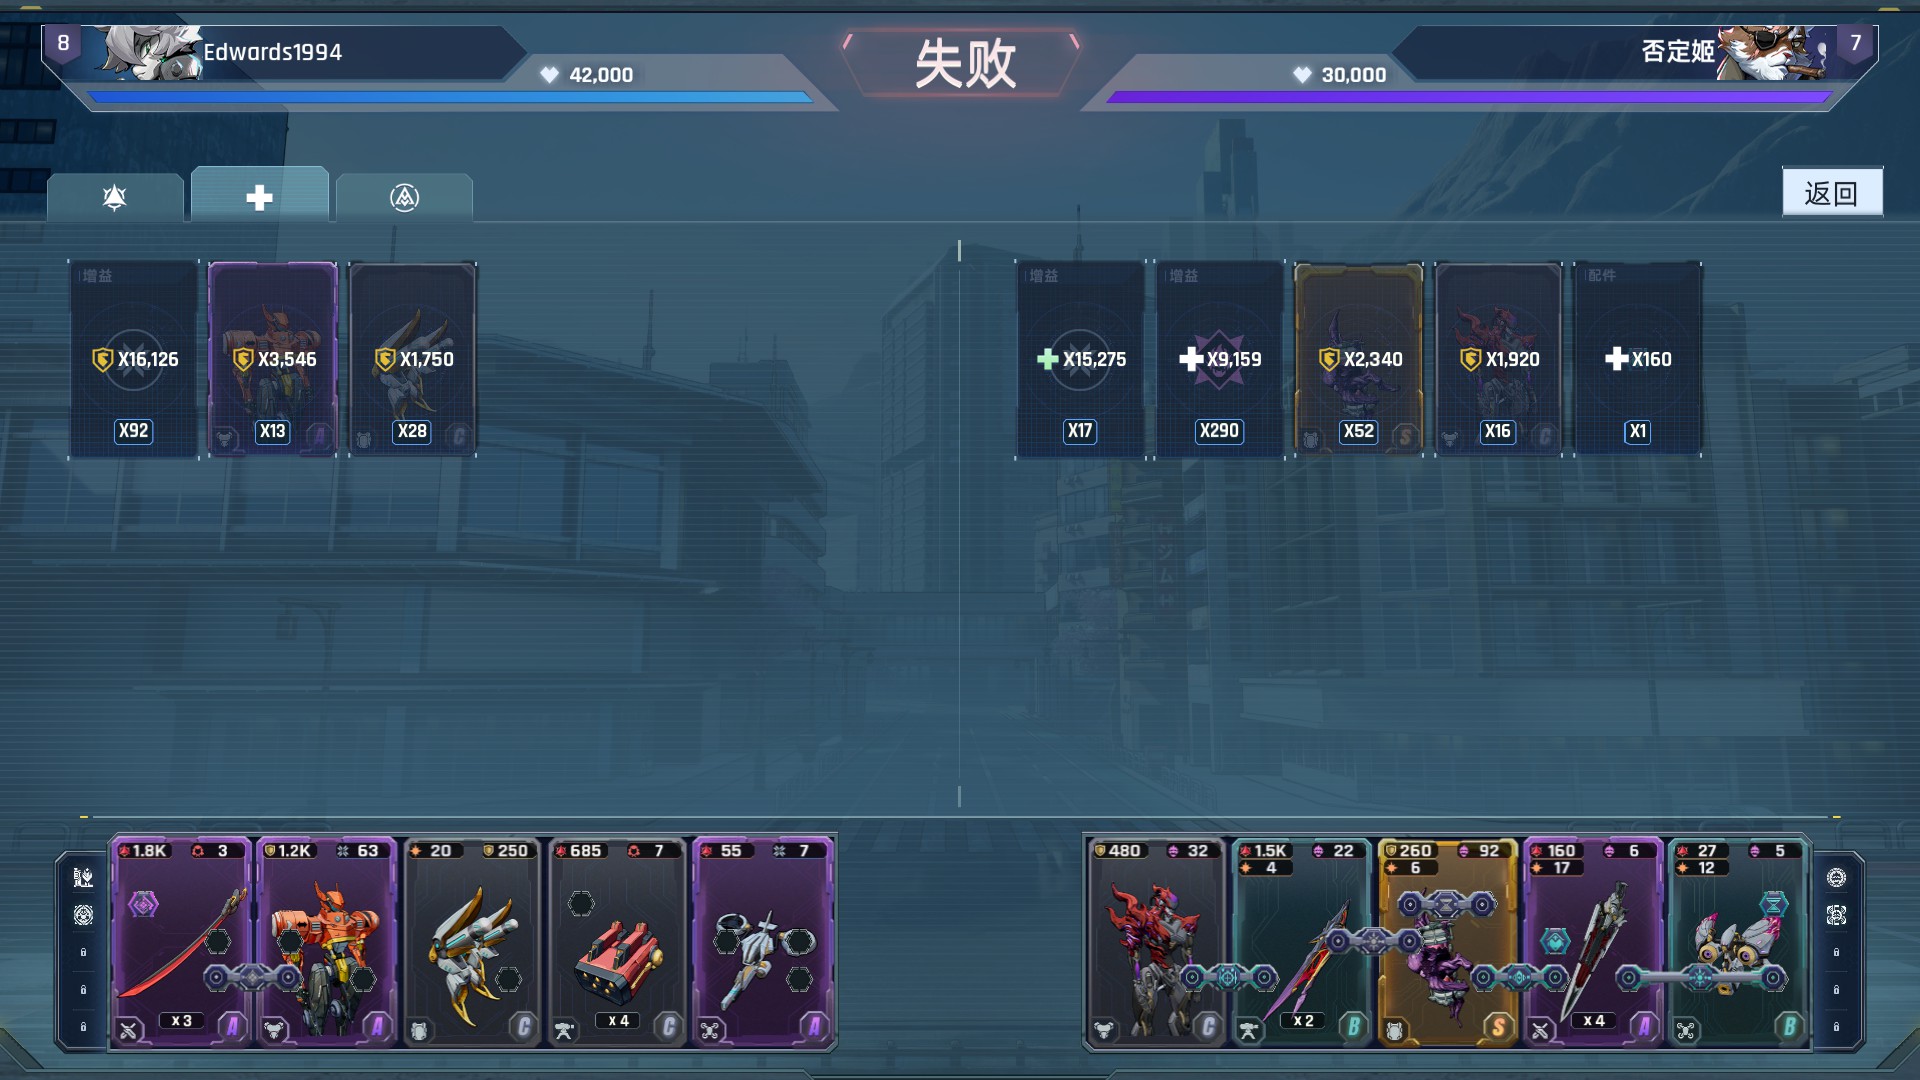 8
Edwards1994
42,000
失败
30,000
否定姬
7
返回
增益
X16,126
X92
X3,546
A
X13
X1,750
C
X28
增益
X15,275
X17
增益
X9,159
X290
X2,340
S
X52
X1,920
C
X16
配件
X160
X1
1.8K 3
x3 A
1.2K 63
A
20 250
C
685 7
x4 C
55 7
A
480 32
C
1.5K 22
4
x2 B
260 92
6
S
160 6
17
x4 A
27 5
12
B